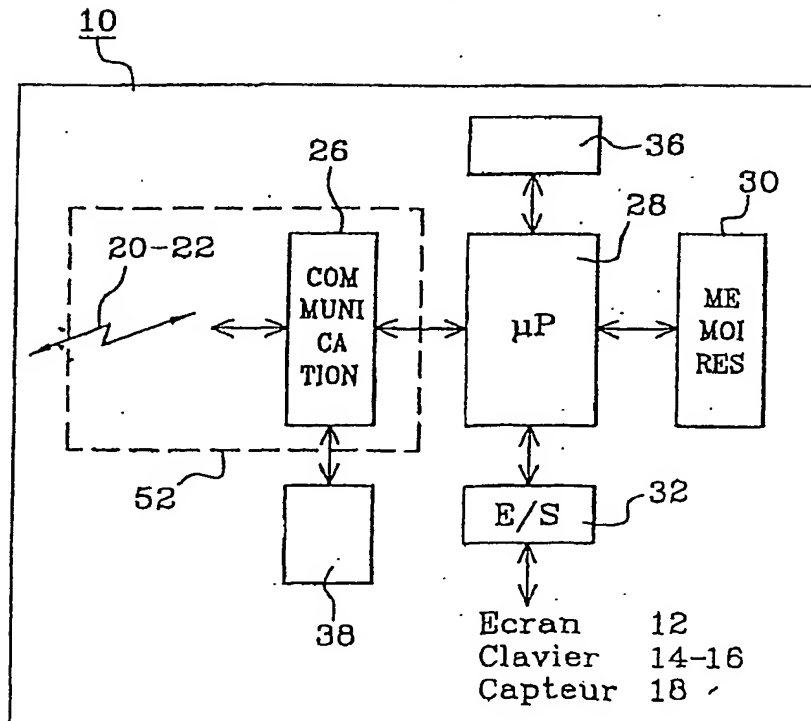 10
26
36
30
28
20-22
COM
MUNI
CA
TION
µP
ME
MOI
RES
52
E/S
32
38
Ecran 12
Clavier 14-16
Capteur 18